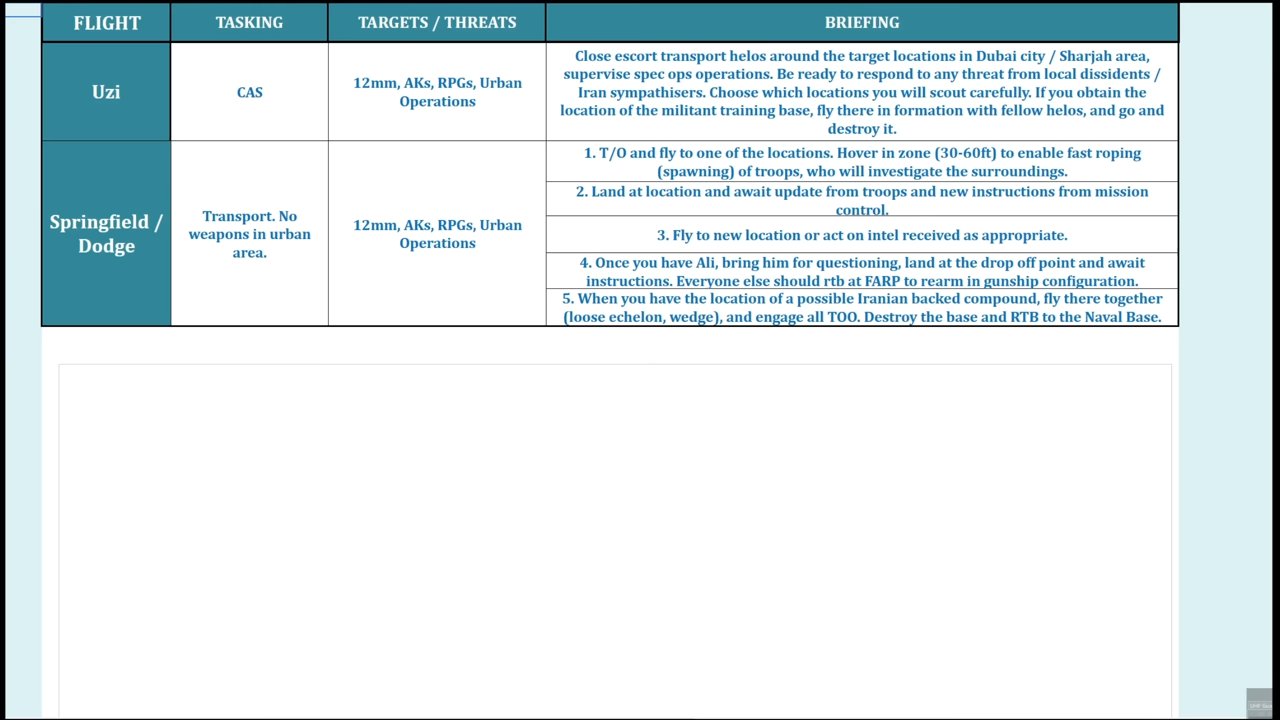 FLIGHT TASKING TARGETS / THREATS BRIEFING
Uzi
CAS
12mm, AKs, RPGs, Urban
Operations
Close escort transport helos around the target locations in Dubai city / Sharjah area,
supervise spec ops operations. Be ready to respond to any threat from local dissidents /
Iran sympathisers. Choose which locations you will scout carefully. If you obtain the
location of the militant training base, fly there in formation with fellow helos, and go and
destroy it.
Springfield /
Dodge
Transport. No
weapons in urban
area.
12mm, AKs, RPGs, Urban
Operations
1. T/O and fly to one of the locations. Hover in zone (30-60ft) to enable fast roping
(spawning) of troops, who will investigate the surroundings.
2. Land at location and await update from troops and new instructions from mission
control.
3. Fly to new location or act on intel received as appropriate.
4. Once you have Ali, bring him for questioning, land at the drop off point and await
instructions. Everyone else should rtb at FARP to rearm in gunship configuration.
5. When you have the location of a possible Iranian backed compound, fly there together
(loose echelon, wedge), and engage all TOO. Destroy the base and RTB to the Naval Base.